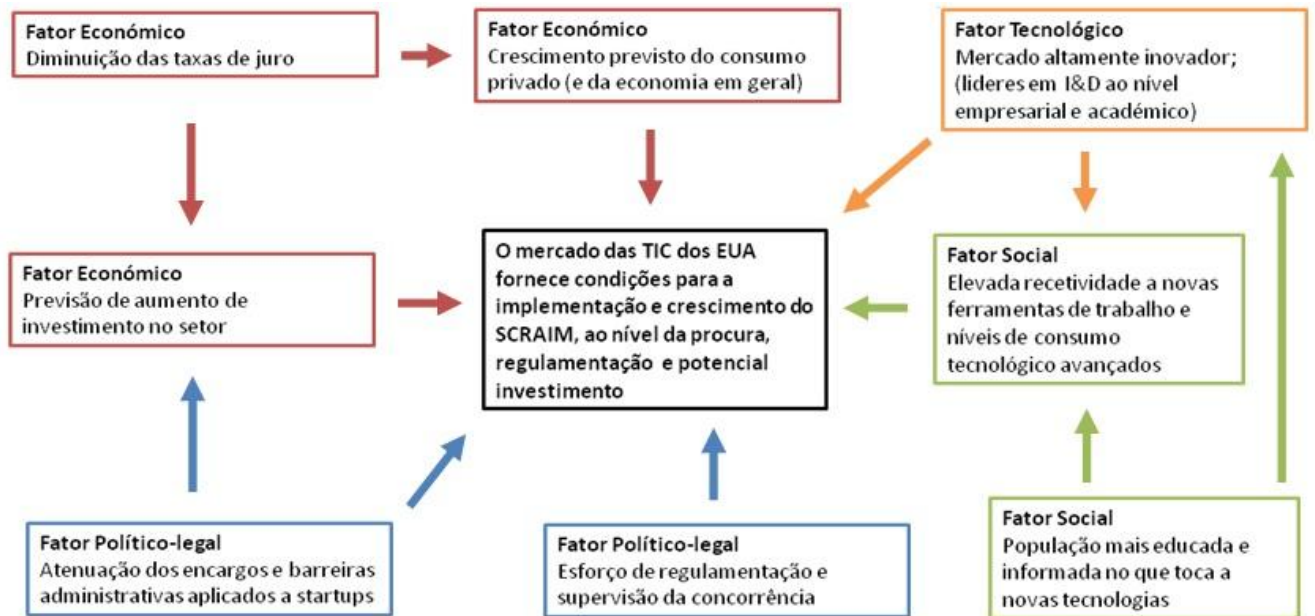 Fator Económico
Diminuição das taxas de juro
Fator Económico
Crescimento previsto do consumo
privado (e da economia em geral)
Fator Tecnológico
Mercado altamente inovador;
(lideres em I&D ao nível
empresarial e académico)
Fator Económico
Previsão de aumento de
investimento no setor
O mercado das TIC dos EUA
fornece condições para a
implementação e crescimento do
SCRAIM, ao nível da procura,
regulamentação e potencial
investimento
Fator Social
Elevada recetividade a novas
ferramentas de trabalho e
níveis de consumo
tecnológico avançados
Fator Político-legal
Atenuação dos encargos e barreiras
administrativas aplicados a startups
Fator Político-legal
Esforço de regulamentação e
supervisão da concorrência
Fator Social
População mais educada e
informada no que toca a
novas tecnologias